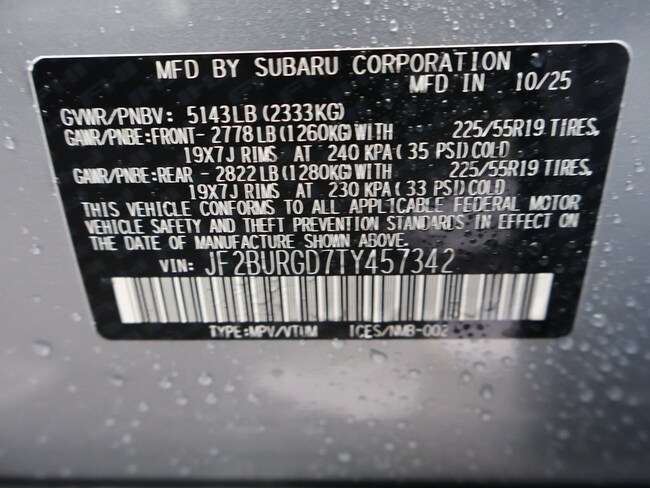 MFD BY SUBARU CORPORATION
MFD IN 10/25
GVWR/PNBV: 5143LB (2333KG)
GAWR/PNBE:FRONT- 2778 LB (1260KG) WITH 225/55R19 TIRES,
19X7J RIMS AT 240 KPA ( 35 PSI) COLD
GAWR/PNBE:REAR - 2822 LB (1280KG) WITH 225/55R19 TIRES,
19X7J RIMS AT 230 KPA ( 33 PSI) COLD
THIS VEHICLE CONFORMS TO ALL APPLICABLE FEDERAL MOTOR
VEHICLE SAFETY AND THEFT PREVENTION STANDARDS IN EFFECT ON
THE DATE OF MANUFACTURE SHOWN ABOVE.
VIN: JF2BURGD7TY457342
TYPE:MPV/VTUM ICES/NMB-002